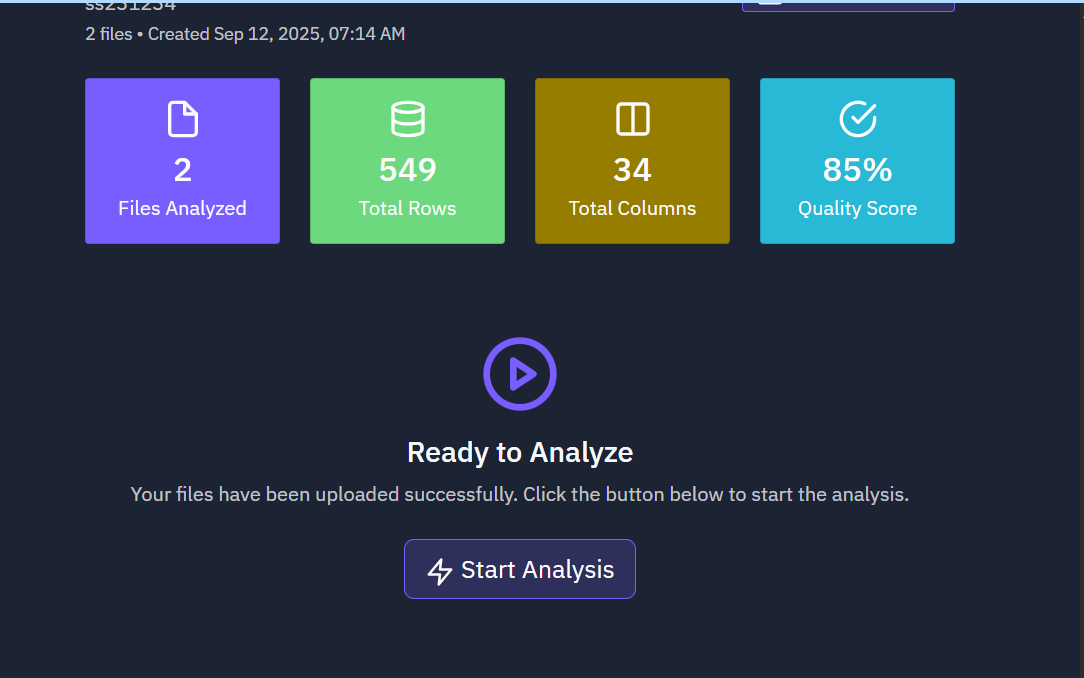 ss231234
2 files • Created Sep 12, 2025, 07:14 AM
2
Files Analyzed
549
Total Rows
34
Total Columns
85%
Quality Score
Ready to Analyze
Your files have been uploaded successfully. Click the button below to start the analysis.
Start Analysis